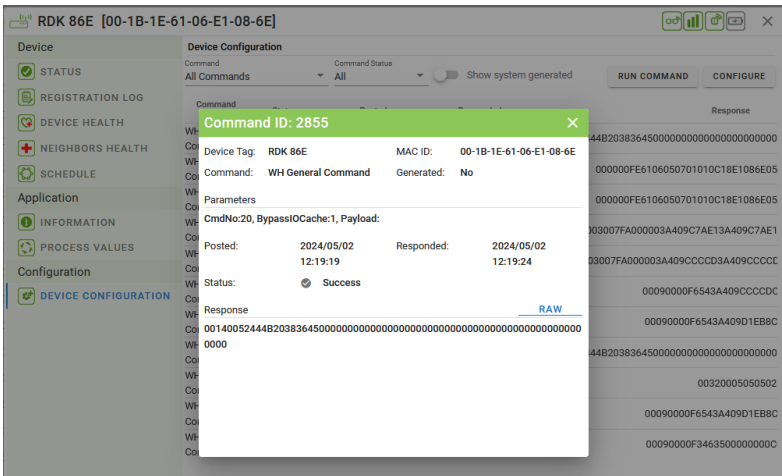 RDK 86E [00-1B-1E-61-06-E1-08-6E]
Device
STATUS
REGISTRATION LOG
DEVICE HEALTH
NEIGHBORS HEALTH
SCHEDULE
Application
INFORMATION
PROCESS VALUES
Configuration
DEVICE CONFIGURATION
Device Configuration
Command
All Commands
Command Status
All
Show system generated
RUN COMMAND
CONFIGURE
Command
Response
Command ID: 2855
Device Tag: RDK 86E MAC ID: 00-1B-1E-61-06-E1-08-6E
Command: WH General Command Generated: No
Parameters
CmdNo:20, BypassIOCache:1, Payload:
Posted: 2024/05/02 12:19:19
Responded: 2024/05/02 12:19:24
Status: Success
Response RAW
000000FE6106050701010C18E1086E05
000000FE6106050701010C18E1086E05
00090000F6543A409CCCCDC
00090000F6543A409D1EB8C
00320005050502
00090000F6543A409D1EB8C
00090000F3463500000000C